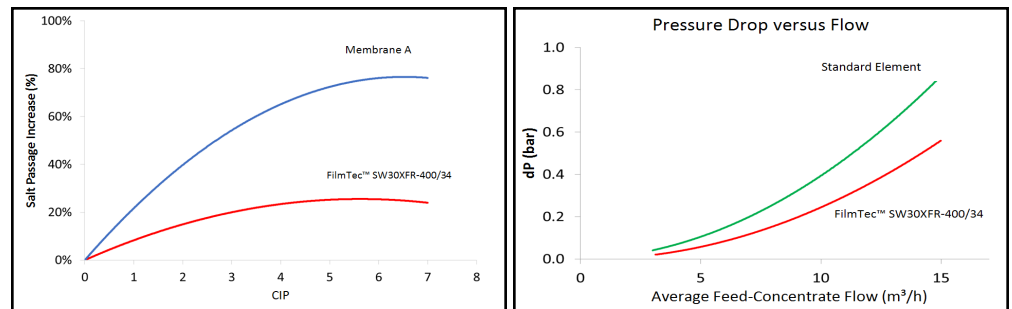 100%
80%
60%
40%
20%
0%
Salt Passage Increase (%)
Membrane A
FilmTec™ SW30XFR-400/34
0 1 2 3 4 5 6 7 8
CIP
Pressure Drop versus Flow
1.0
0.8
0.6
0.4
0.2
0.0
dP (bar)
Standard Element
FilmTec™ SW30XFR-400/34
0 5 10 15
Average Feed-Concentrate Flow (m³/h)